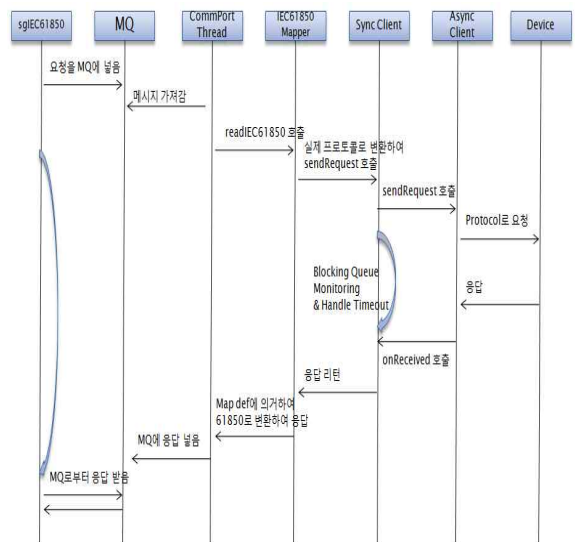 sgIEC61850
MQ
CommPort
Thread
IEC61850
Mapper
Sync Client
Async
Client
Device
요청을 MQ에 넣음
메시지 가져감
readIEC61850 호출
실제 프로토콜로 변환하여
sendRequest 호출
sendRequest 호출
Protocol로 요청
Blocking Queue
Monitoring
& Handle Timeout
응답
onReceived 호출
응답 리턴
Map def에 의거하여
61850로 변환하여 응답
MQ에 응답 넣음
MQ로부터 응답 받음